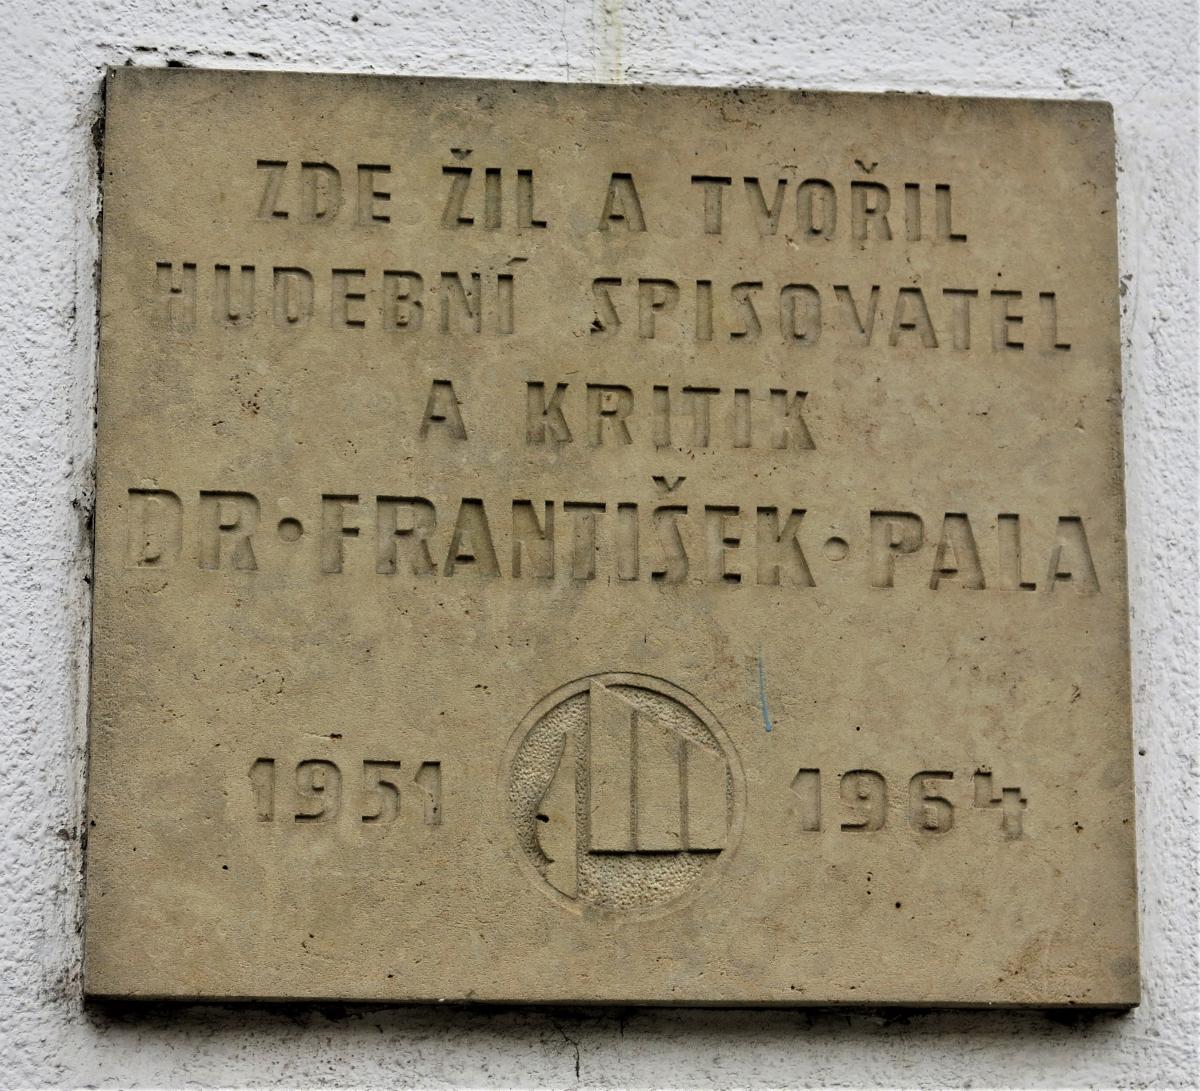 ZDE ŽIL A TVOŘIL
HUDEBNÍ SPISOVATEL
A KRITIK
DR•FRANTIŠEK•PALA
1951 1964